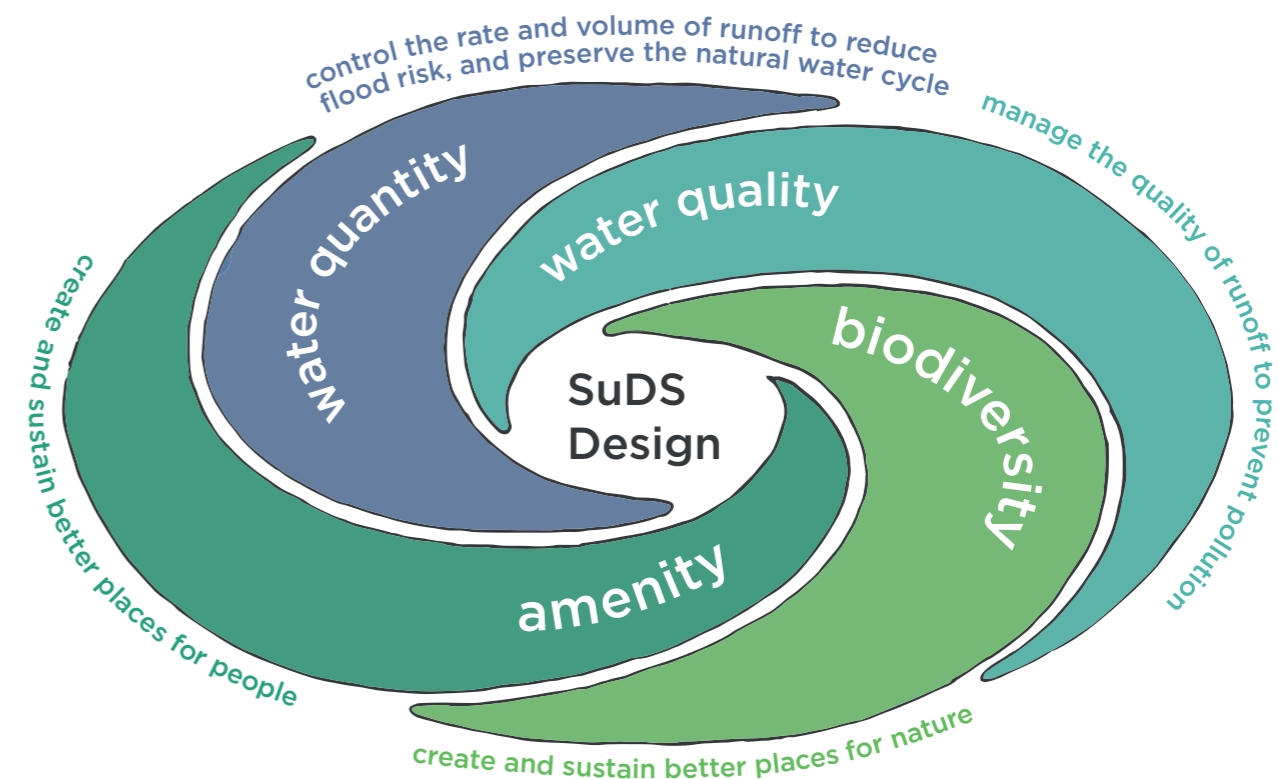 control the rate and volume of runoff to reduce
flood risk, and preserve the natural water cycle
manage the quality of runoff to prevent pollution
water quantity
water quality
create and sustain better places for people
biodiversity
SuDS
Design
amenity
create and sustain better places for nature